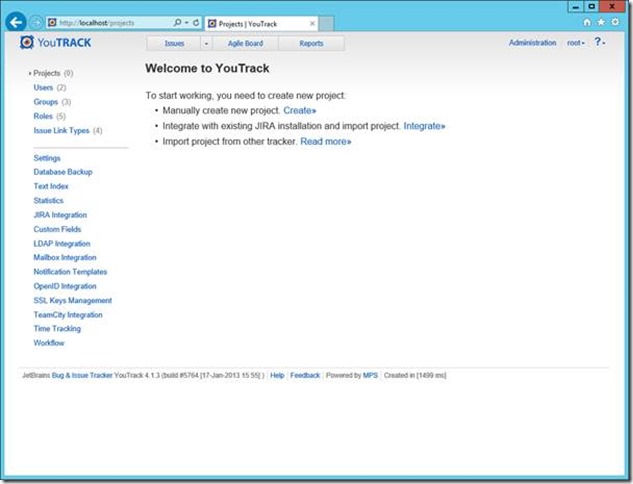 http://localhost/projects
Projects | YouTrack
YouTRACK
Issues
Agile Board
Reports
Administration
root
?
Projects (0)
Users (2)
Groups (3)
Roles (5)
Issue Link Types (4)
Settings
Database Backup
Text Index
Statistics
JIRA Integration
Custom Fields
LDAP Integration
Mailbox Integration
Notification Templates
OpenID Integration
SSL Keys Management
TeamCity Integration
Time Tracking
Workflow
Welcome to YouTrack
To start working, you need to create new project:
• Manually create new project. Create»
• Integrate with existing JIRA installation and import project. Integrate»
• Import project from other tracker. Read more»
JetBrains Bug & Issue Tracker YouTrack 4.1.3 (build #5764 [17-Jan-2013 15:55] ) Help Feedback Powered by MPS Created in [1499 ms]